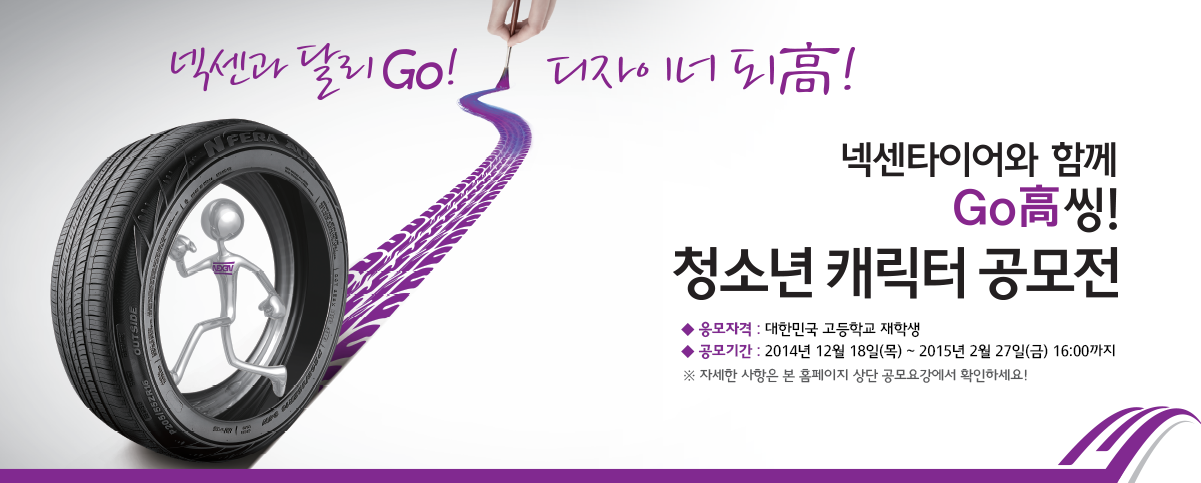 넥센과 달리 Go! 디자이너 되高!
넥센타이어와 함께
Go高씽!
청소년 캐릭터 공모전
◆ 응모자격 : 대한민국 고등학교 재학생
◆ 공모기간 : 2014년 12월 18일(목) ~ 2015년 2월 27일(금) 16:00까지
※ 자세한 사항은 본 홈페이지 상단 공모요강에서 확인하세요!
N'FERA
OUTSIDE
P205/55ZR16